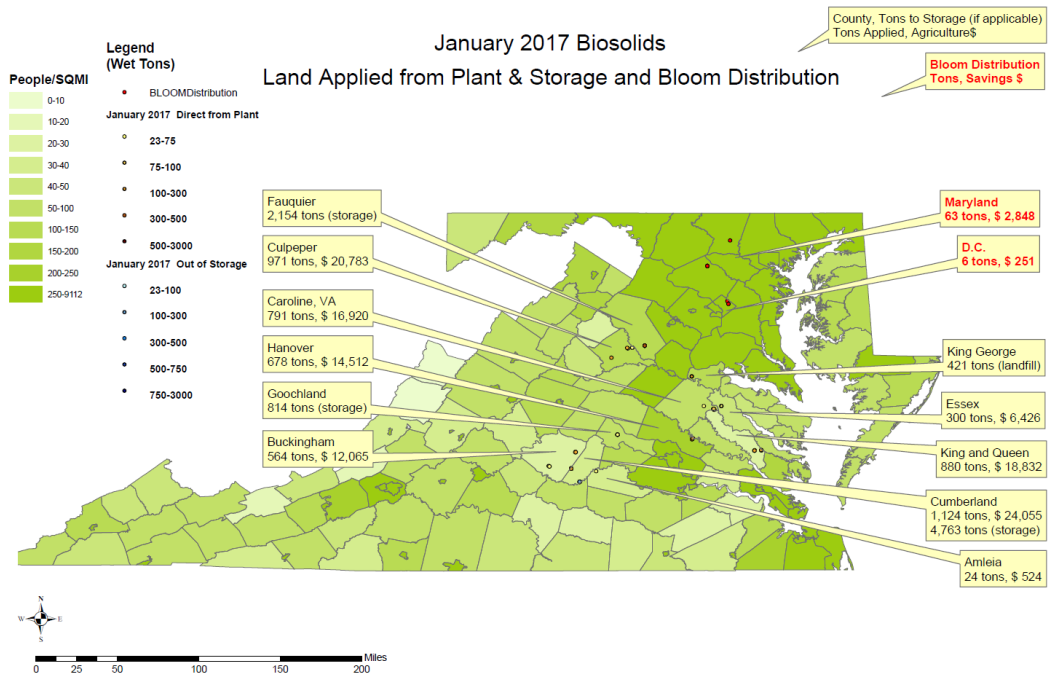 January 2017 Biosolids
Land Applied from Plant & Storage and Bloom Distribution
County, Tons to Storage (if applicable)
Tons Applied, Agriculture$
Bloom Distribution
Tons, Savings $
People/SQMI
0-10
10-20
20-30
30-40
40-50
50-100
100-150
150-200
200-250
250-9112
Legend
(Wet Tons)
BLOOMDistribution
January 2017 Direct from Plant
23-75
75-100
100-300
300-500
500-3000
January 2017 Out of Storage
23-100
100-300
300-500
500-750
750-3000
Fauquier
2,154 tons (storage)
Culpeper
971 tons, $ 20,783
Caroline, VA
791 tons, $ 16,920
Hanover
678 tons, $ 14,512
Goochland
814 tons (storage)
Buckingham
564 tons, $ 12,065
Maryland
63 tons, $ 2,848
D.C.
6 tons, $ 251
King George
421 tons (landfill)
Essex
300 tons, $ 6,426
King and Queen
880 tons, $ 18,832
Cumberland
1,124 tons, $ 24,055
4,763 tons (storage)
Amleia
24 tons, $ 524
N
W E
S
Miles
0 25 50 100 150 200